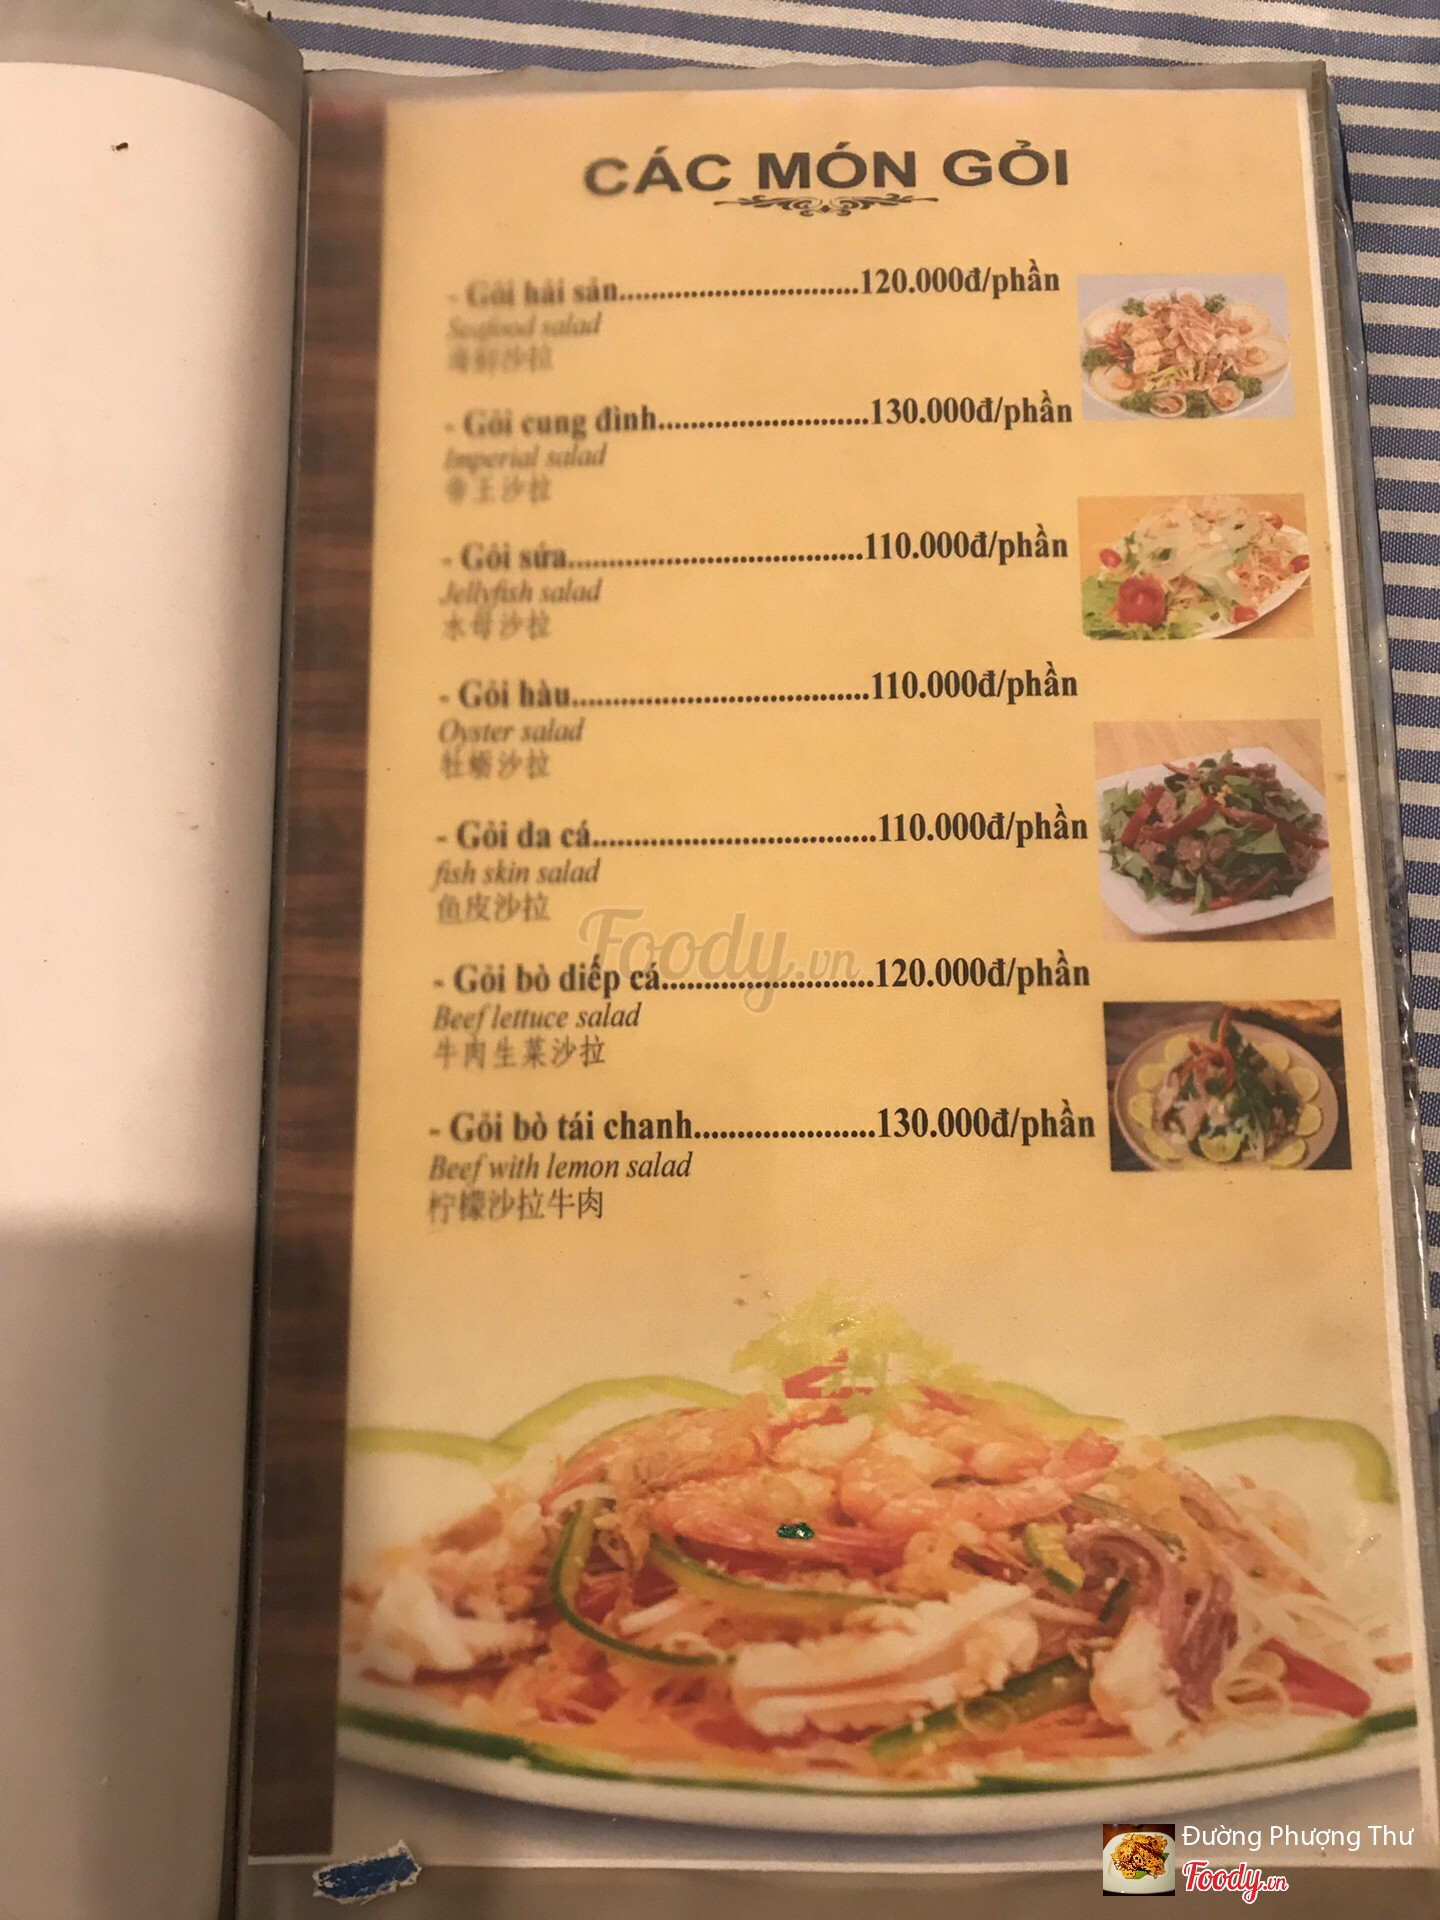 CÁC MÓN GỎI
- Gỏi hải sản.............................120.000đ/phần
Seafood salad
海鲜沙拉
- Gỏi cung đình..........................130.000đ/phần
Imperial salad
帝王沙拉
- Gỏi sứa....................................110.000đ/phần
Jellyfish salad
水母沙拉
- Gỏi hàu....................................110.000đ/phần
Oyster salad
牡蛎沙拉
- Gỏi da cá..................................110.000đ/phần
fish skin salad
鱼皮沙拉
Foody.vn
- Gỏi bò diếp cá.........................120.000đ/phần
Beef lettuce salad
牛肉生菜沙拉
- Gỏi bò tái chanh......................130.000đ/phần
Beef with lemon salad
柠檬沙拉牛肉
Đường Phượng Thư
Foody.vn